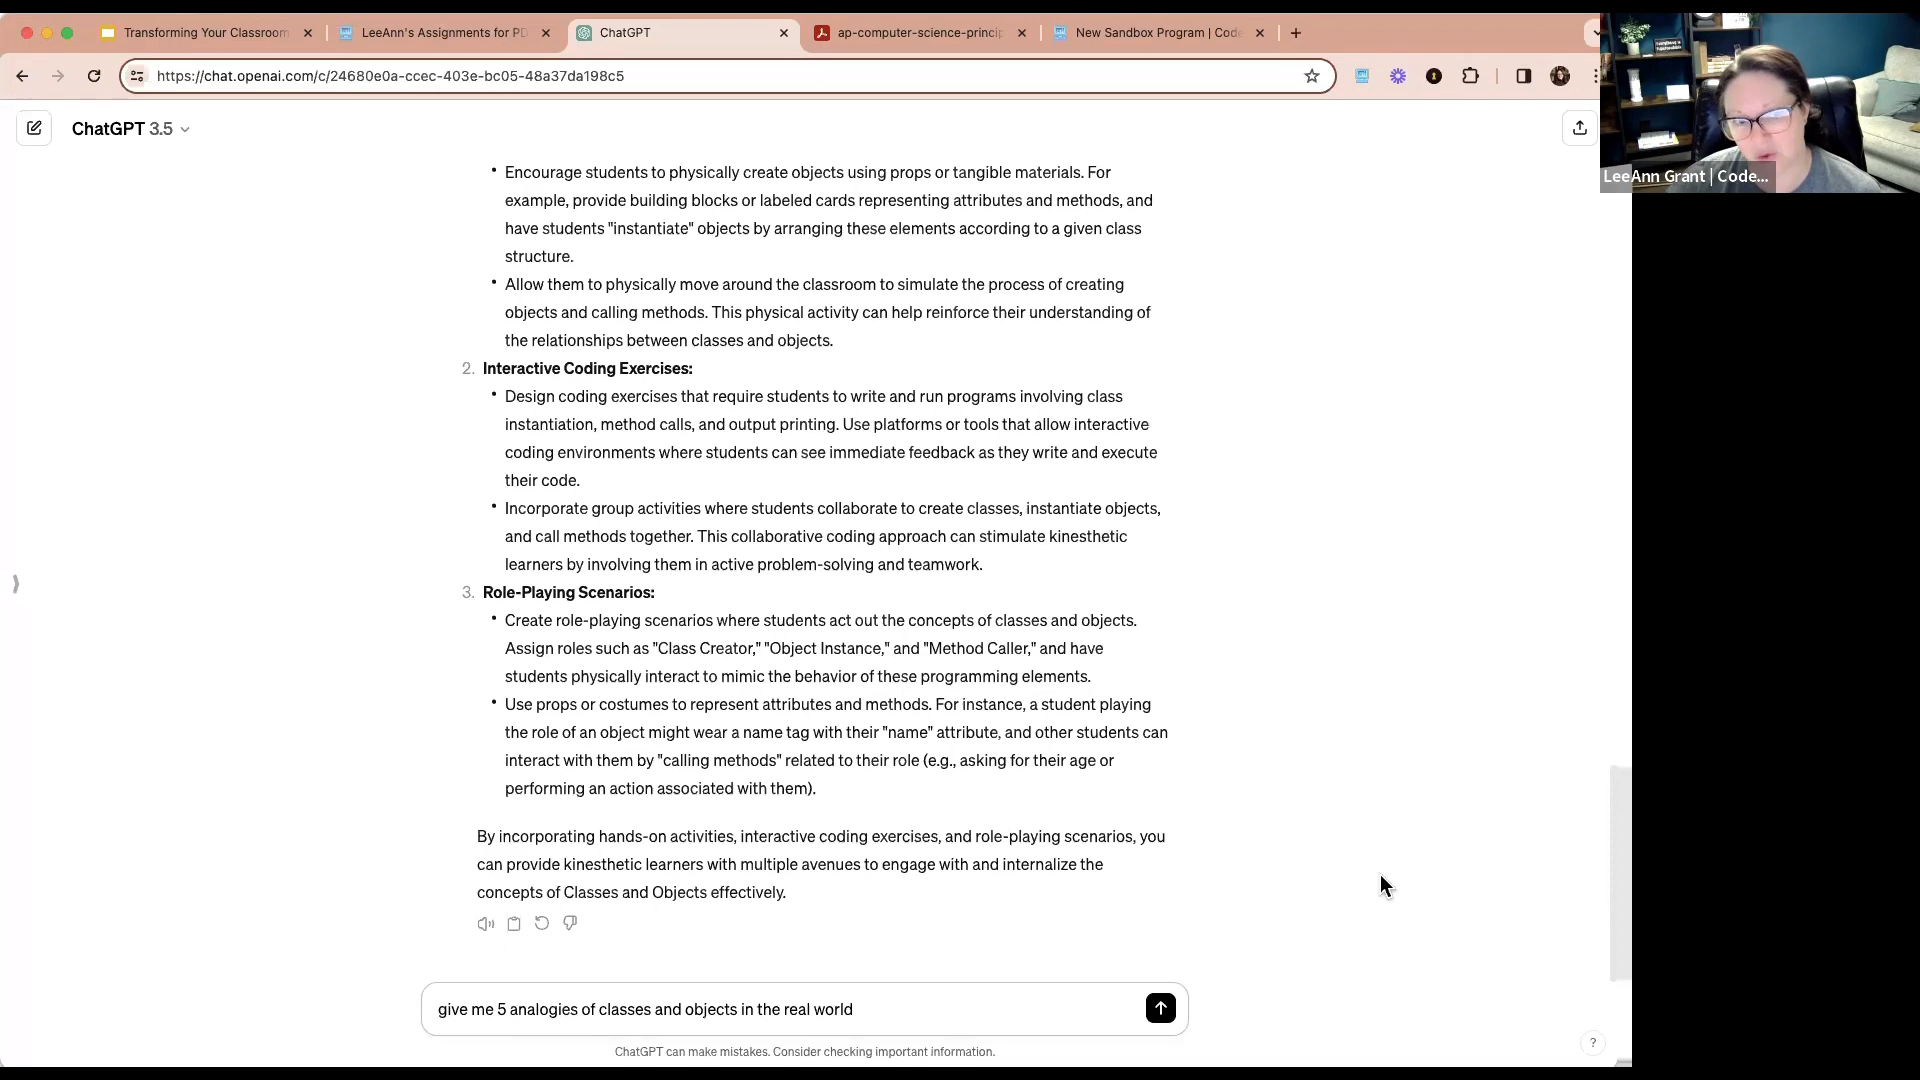 Transforming Your Classroom
LeeAnn's Assignments for PD
ChatGPT
ap-computer-science-princip
New Sandbox Program | Code
https://chat.openai.com/c/24680e0a-ccec-403e-bc05-48a37da198c5
ChatGPT 3.5
LeeAnn Grant | Code...
• Encourage students to physically create objects using props or tangible materials. For
example, provide building blocks or labeled cards representing attributes and methods, and
have students "instantiate" objects by arranging these elements according to a given class
structure.
• Allow them to physically move around the classroom to simulate the process of creating
objects and calling methods. This physical activity can help reinforce their understanding of
the relationships between classes and objects.
2. Interactive Coding Exercises:
• Design coding exercises that require students to write and run programs involving class
instantiation, method calls, and output printing. Use platforms or tools that allow interactive
coding environments where students can see immediate feedback as they write and execute
their code.
• Incorporate group activities where students collaborate to create classes, instantiate objects,
and call methods together. This collaborative coding approach can stimulate kinesthetic
learners by involving them in active problem-solving and teamwork.
3. Role-Playing Scenarios:
• Create role-playing scenarios where students act out the concepts of classes and objects.
Assign roles such as "Class Creator," "Object Instance," and "Method Caller," and have
students physically interact to mimic the behavior of these programming elements.
• Use props or costumes to represent attributes and methods. For instance, a student playing
the role of an object might wear a name tag with their "name" attribute, and other students can
interact with them by "calling methods" related to their role (e.g., asking for their age or
performing an action associated with them).
By incorporating hands-on activities, interactive coding exercises, and role-playing scenarios, you
can provide kinesthetic learners with multiple avenues to engage with and internalize the
concepts of Classes and Objects effectively.
give me 5 analogies of classes and objects in the real world
ChatGPT can make mistakes. Consider checking important information.
?